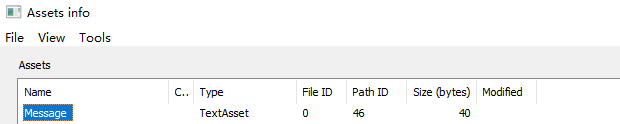 Assets info
File View Tools
Assets
Name C.. Type File ID Path ID Size (bytes) Modified
Message TextAsset 0 46 40